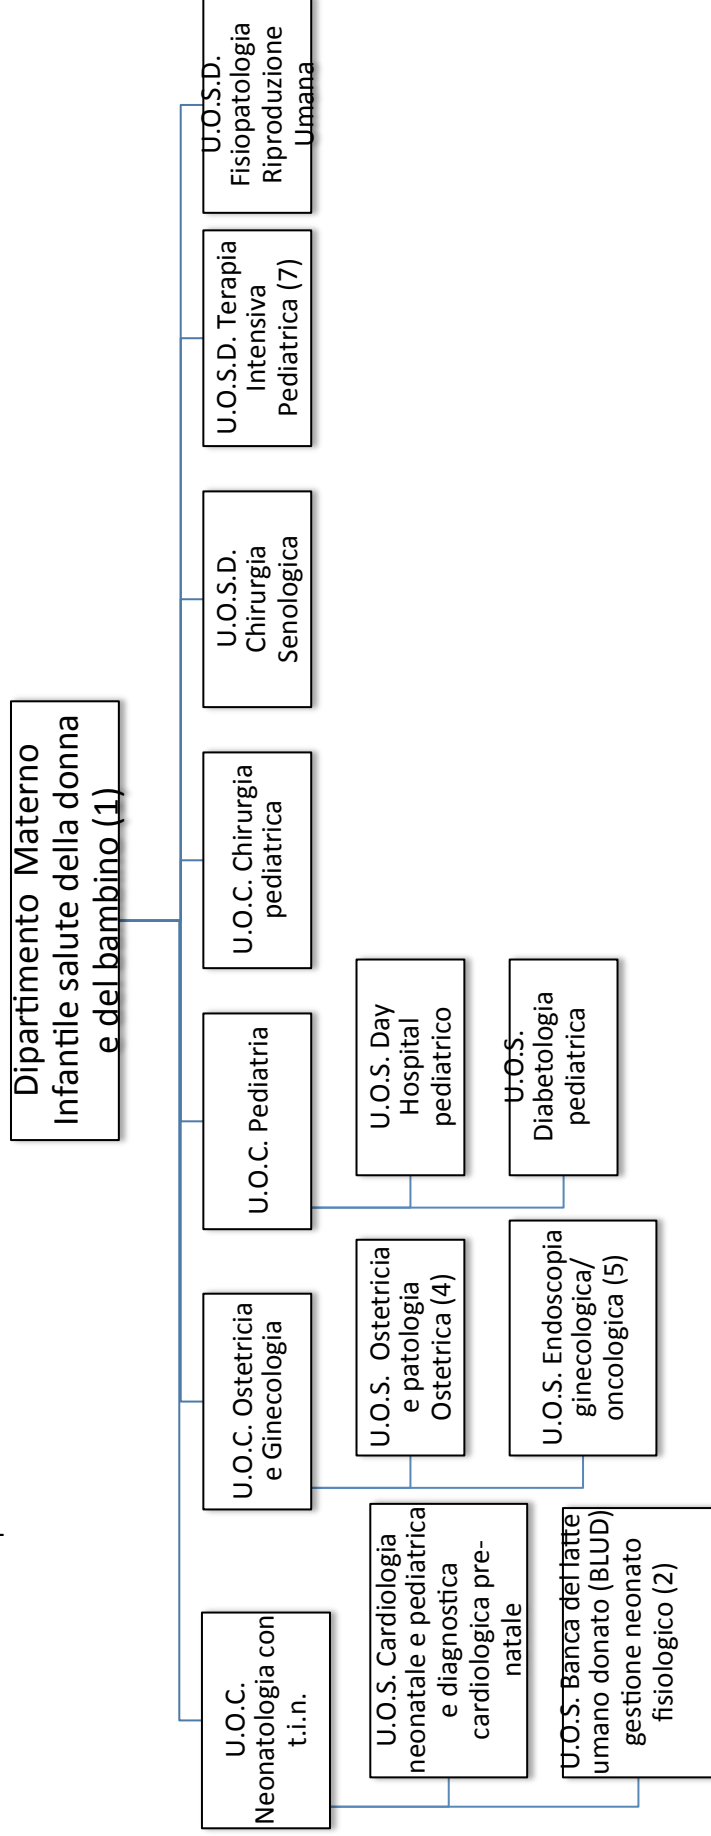 Dipartimento Materno
Infantile salute della donna
e del bambino (1)
U.O.C.
Neonatologia con
t.i.n.
U.O.S. Cardiologia
neonatale e pediatrica
e diagnostica
cardiologica pre-
natale
U.O.S. Banca del latte
umano donato (BLUD)
gestione neonato
fisiologico (2)
U.O.C. Ostetricia
e Ginecologia
U.O.S. Ostetricia
e patologia
Ostetrica (4)
U.O.S. Endoscopia
ginecologica/
oncologica (5)
U.O.C. Pediatria
U.O.S. Day
Hospital
pediatrico
U.O.S.
Diabetologia
pediatrica
U.O.C. Chirurgia
pediatrica
U.O.S.D.
Chirurgia
Senologica
U.O.S.D. Terapia
Intensiva
Pediatrica (7)
U.O.S.D.
Fisiopatologia
Riproduzione
Umana